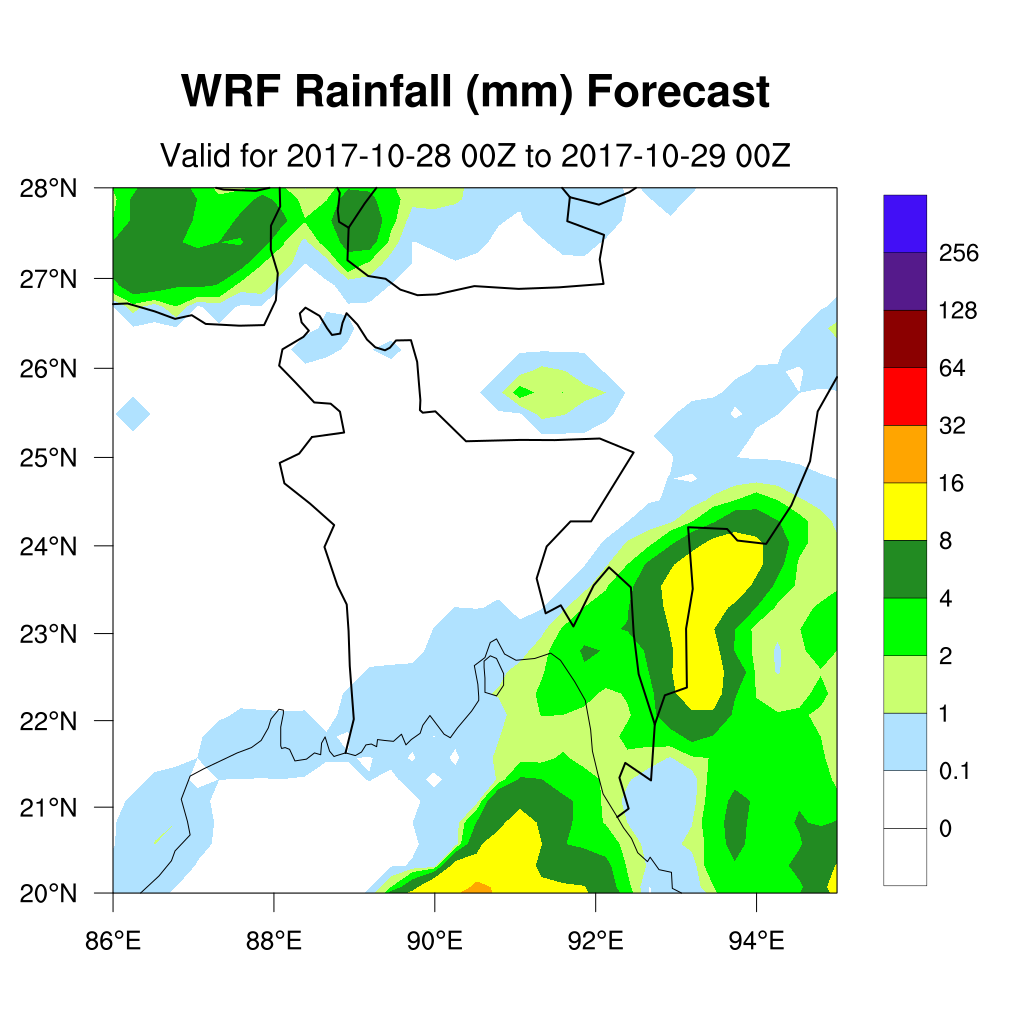 WRF Rainfall (mm) Forecast
Valid for 2017-10-28 00Z to 2017-10-29 00Z
28°N
27°N
26°N
25°N
24°N
23°N
22°N
21°N
20°N
86°E 88°E 90°E 92°E 94°E
256
128
64
32
16
8
4
2
1
0.1
0